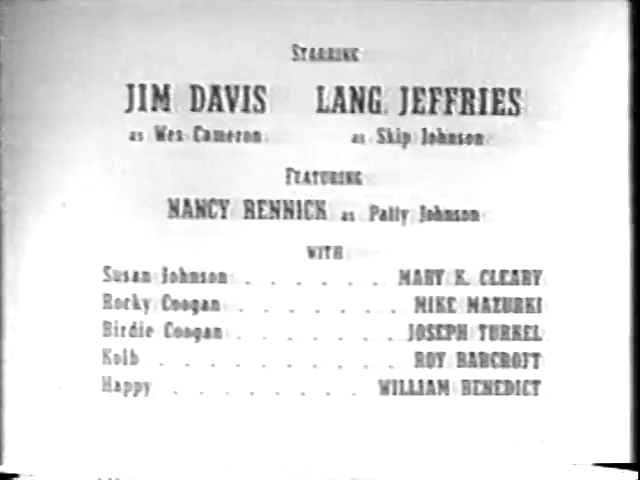 STARRING
JIM DAVIS LANG JEFFRIES
as Wes Cameron as Skip Johnson
FEATURING
NANCY RENNICK as Patty Johnson
WITH
Susan Johnson . . . . . . MARY K. CLEARY
Rocky Coogan . . . . . . . MIKE MAZURKI
Birdie Coogan . . . . . . . JOSEPH TURKEL
Kolb . . . . . . . . . . ROY BARCROFT
Happy . . . . . . . . WILLIAM BENEDICT